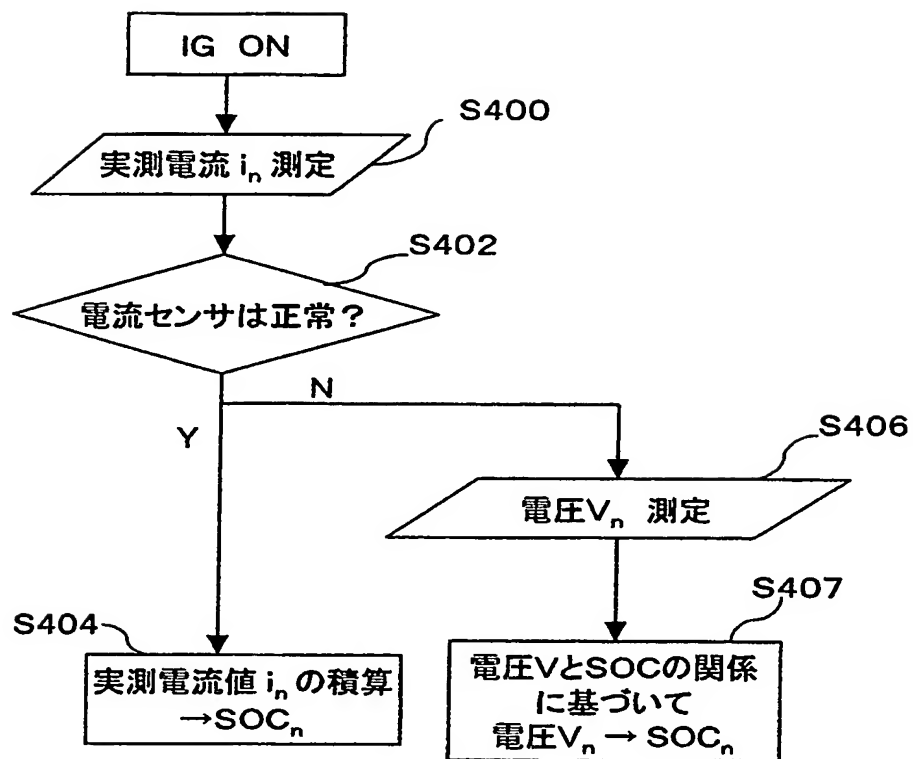 IG ON
S400
実測電流 iₙ 測定
S402
電流センサは正常？
N
Y
S406
電圧Vₙ 測定
S404
実測電流値 iₙ の積算
→SOCₙ
S407
電圧VとSOCの関係
に基づいて
電圧Vₙ → SOCₙ